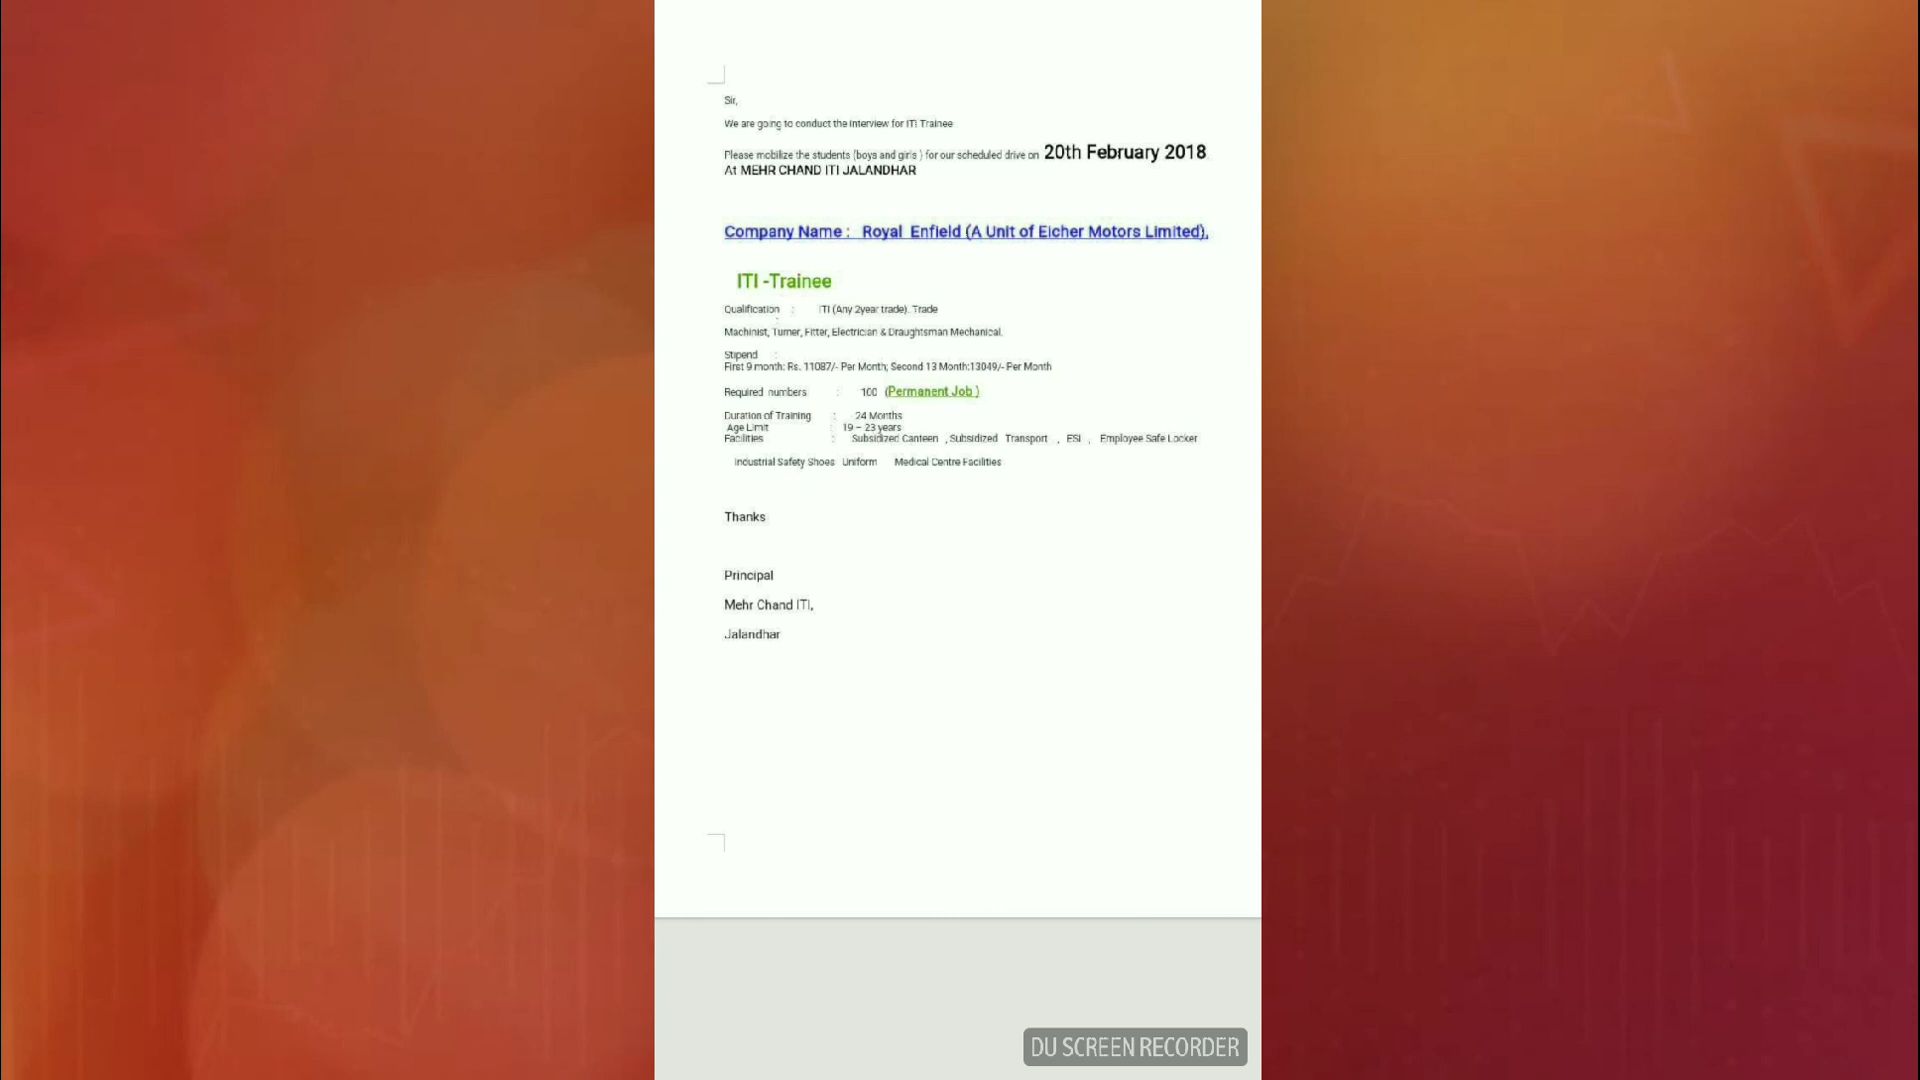 Sir,
We are going to conduct the interview for ITI Trainee
Please mobilize the students (boys and girls ) for our scheduled drive on 20th February 2018
At MEHR CHAND ITI JALANDHAR
Company Name : Royal Enfield (A Unit of Eicher Motors Limited),
ITI -Trainee
Qualification : ITI (Any 2year trade). Trade
:
Machinist, Turner, Fitter, Electrician & Draughtsman Mechanical.
Stipend :
First 9 month: Rs. 11087/- Per Month; Second 13 Month:13049/- Per Month
Required numbers : 100 (Permanent Job )
Duration of Training : 24 Months
Age Limit : 19 – 23 years
Facilities : Subsidized Canteen , Subsidized Transport , ESI , Employee Safe Locker
Industrial Safety Shoes Uniform Medical Centre Facilities
Thanks
Principal
Mehr Chand ITI,
Jalandhar
DU SCREEN RECORDER